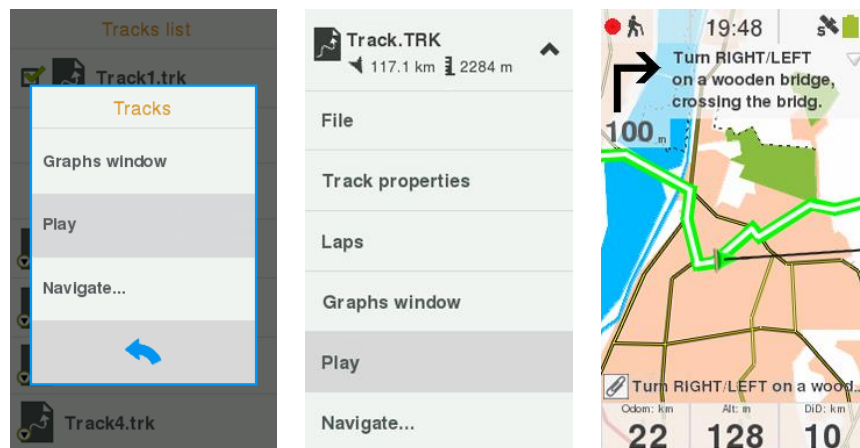 Tracks list
Track1.trk
Tracks
Graphs window
Play
Navigate...
Track4.trk
Track.TRK
117.1 km 2284 m
File
Track properties
Laps
Graphs window
Play
Navigate...
19:48
S
Turn RIGHT/LEFT
on a wooden bridge,
crossing the bridg.
100 m
Turn RIGHT/LEFT on a wood..
Odom: km Alt: m DiD: km
22 128 10